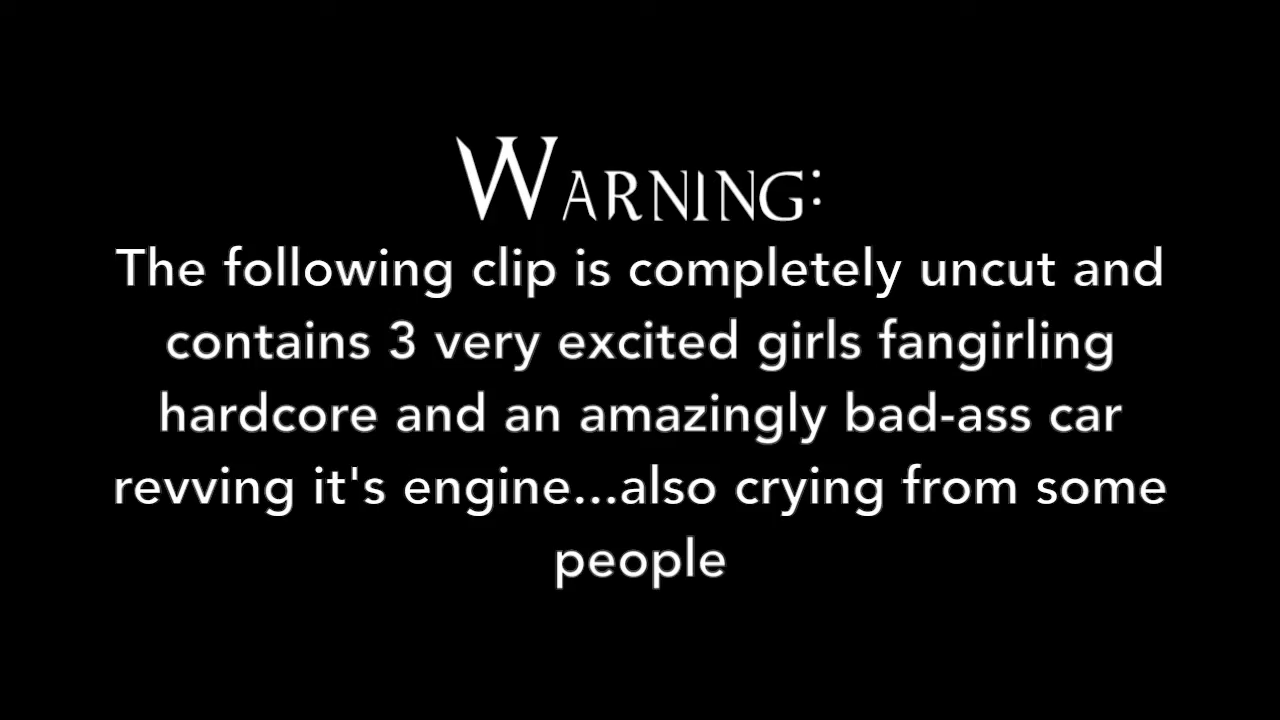 Warning:
The following clip is completely uncut and
contains 3 very excited girls fangirling
hardcore and an amazingly bad-ass car
revving it's engine...also crying from some
people